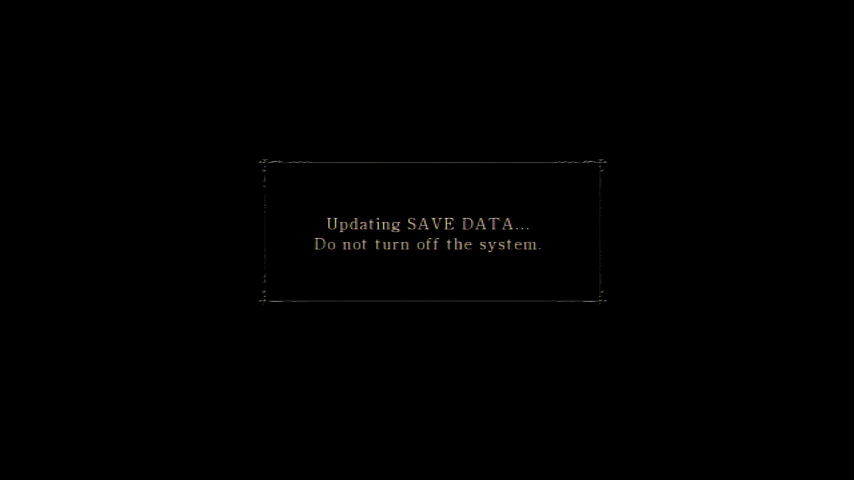 Updating SAVE DATA...
Do not turn off the system.